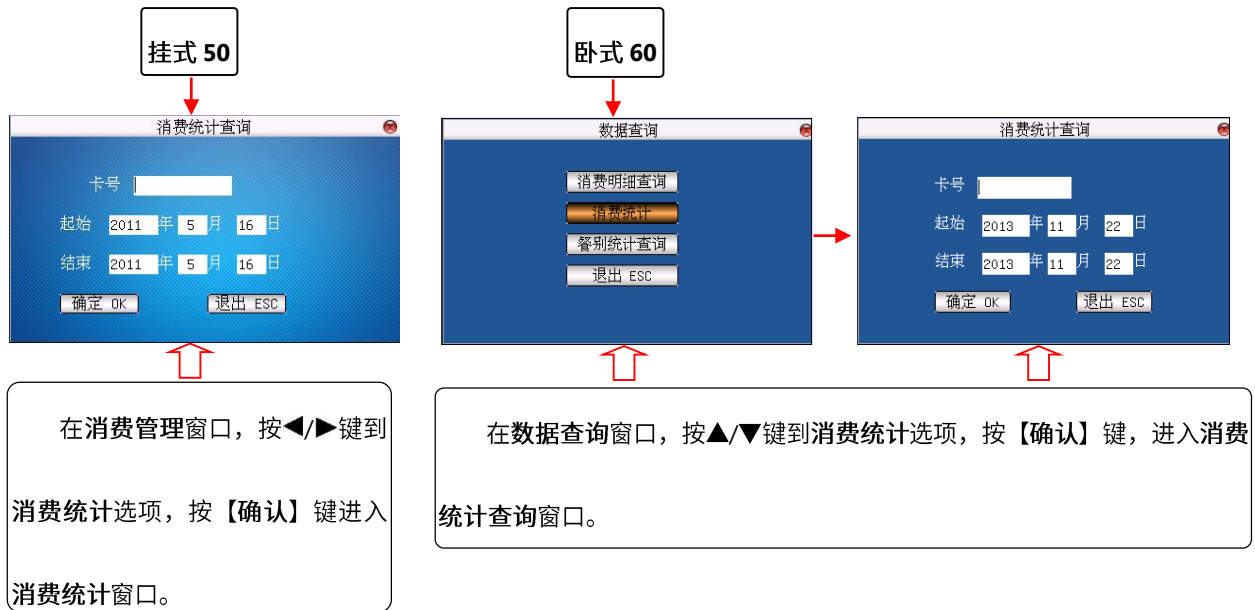 挂式 50
消费统计查询
卡号
起始 2011 年 5 月 16 日
结束 2011 年 5 月 16 日
确定 OK 退出 ESC
在消费管理窗口，按◀/▶键到
消费统计选项，按【确认】键进入
消费统计窗口。
卧式 60
数据查询
消费明细查询
消费统计
餐别统计查询
退出 ESC
消费统计查询
卡号
起始 2013 年 11 月 22 日
结束 2013 年 11 月 22 日
确定 OK 退出 ESC
在数据查询窗口，按▲/▼键到消费统计选项，按【确认】键，进入消费
统计查询窗口。